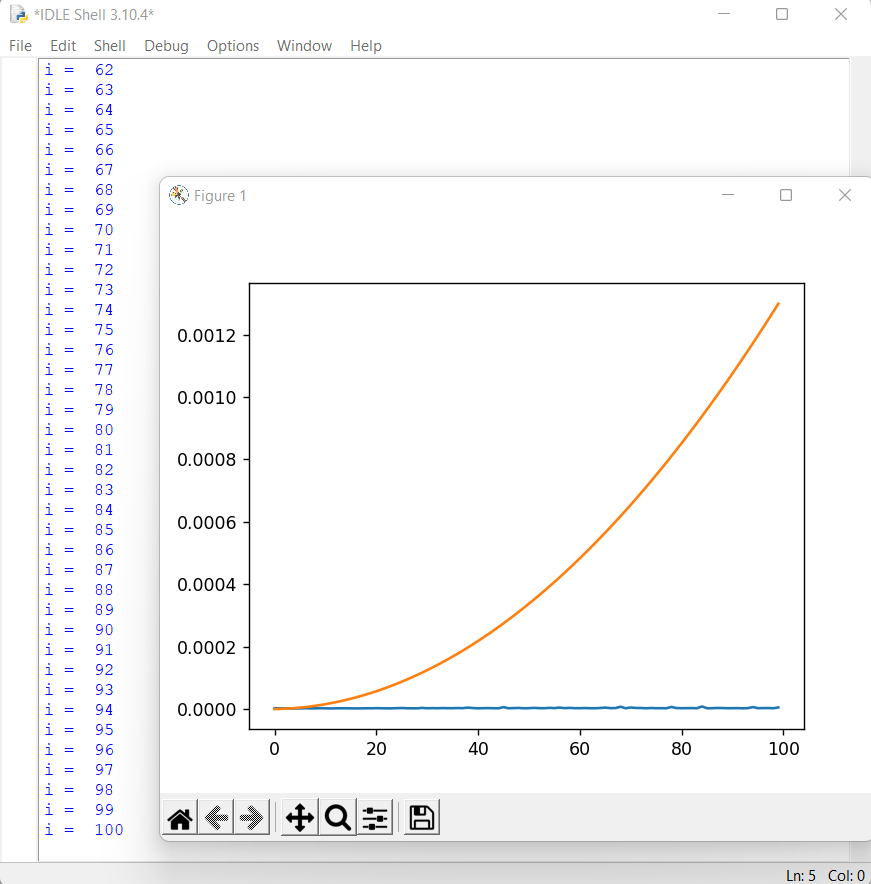 *IDLE Shell 3.10.4*
File Edit Shell Debug Options Window Help
i =  62
i =  63
i =  64
i =  65
i =  66
i =  67
i =  68
i =  69
i =  70
i =  71
i =  72
i =  73
i =  74
i =  75
i =  76
i =  77
i =  78
i =  79
i =  80
i =  81
i =  82
i =  83
i =  84
i =  85
i =  86
i =  87
i =  88
i =  89
i =  90
i =  91
i =  92
i =  93
i =  94
i =  95
i =  96
i =  97
i =  98
i =  99
i =  100
Figure 1
0.0012
0.0010
0.0008
0.0006
0.0004
0.0002
0.0000
0 20 40 60 80 100
Ln: 5 Col: 0